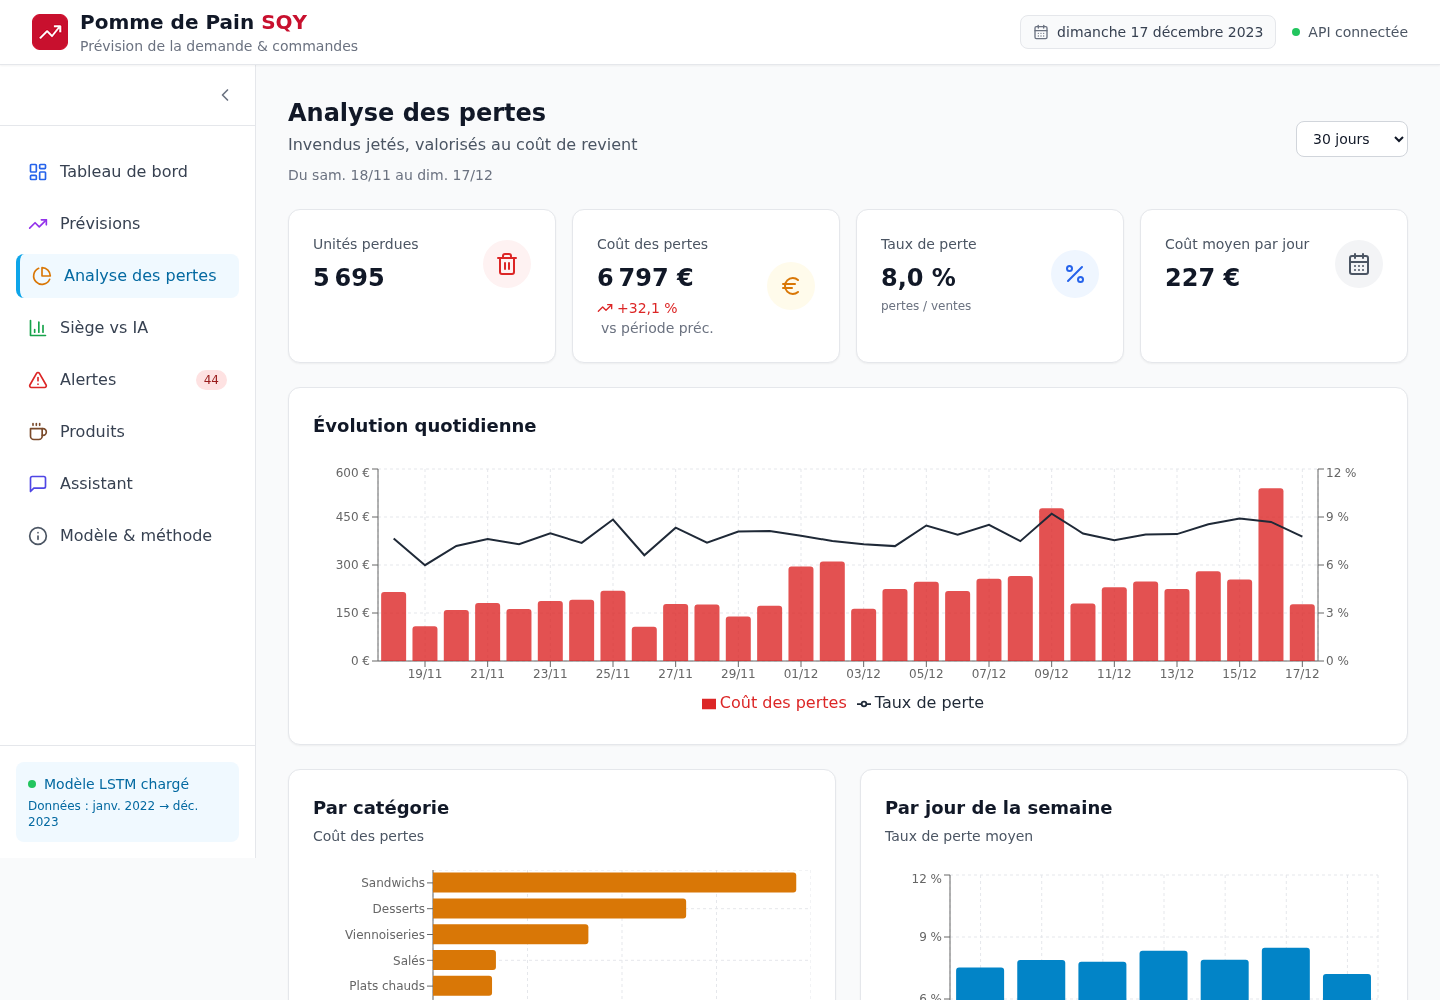 Pomme de Pain SQY
Prévision de la demande & commandes
dimanche 17 décembre 2023
API connectée
Tableau de bord
Prévisions
Analyse des pertes
Siège vs IA
Alertes
44
Produits
Assistant
Modèle & méthode
Modèle LSTM chargé
Données : janv. 2022 → déc.
2023
Analyse des pertes
Invendus jetés, valorisés au coût de revient
Du sam. 18/11 au dim. 17/12
30 jours
Unités perdues
5 695
Coût des pertes
6 797 €
+32,1 %
vs période préc.
Taux de perte
8,0 %
pertes / ventes
Coût moyen par jour
227 €
Évolution quotidienne
600 €
450 €
300 €
150 €
0 €
12 %
9 %
6 %
3 %
0 %
19/11 21/11 23/11 25/11 27/11 29/11 01/12 03/12 05/12 07/12 09/12 11/12 13/12 15/12 17/12
Coût des pertes Taux de perte
Par catégorie
Coût des pertes
Sandwichs
Desserts
Viennoiseries
Salés
Plats chauds
Par jour de la semaine
Taux de perte moyen
12 %
9 %
6 %